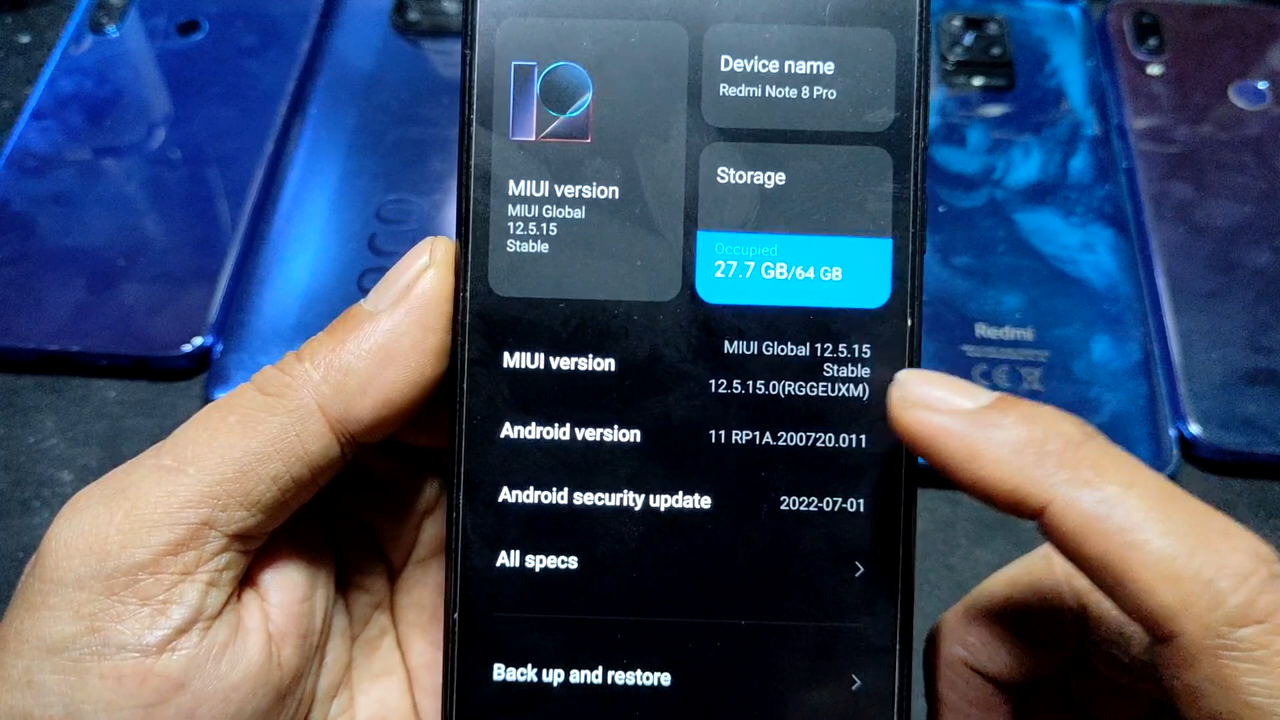 12
MIUI version
MIUI Global
12.5.15
Stable
Device name
Redmi Note 8 Pro
Storage
Occupied
27.7 GB/64 GB
MIUI version
MIUI Global 12.5.15
Stable
12.5.15.0(RGGEUXM)
Android version
11 RP1A.200720.011
Android security update
2022-07-01
All specs
Back up and restore
Redmi
CE